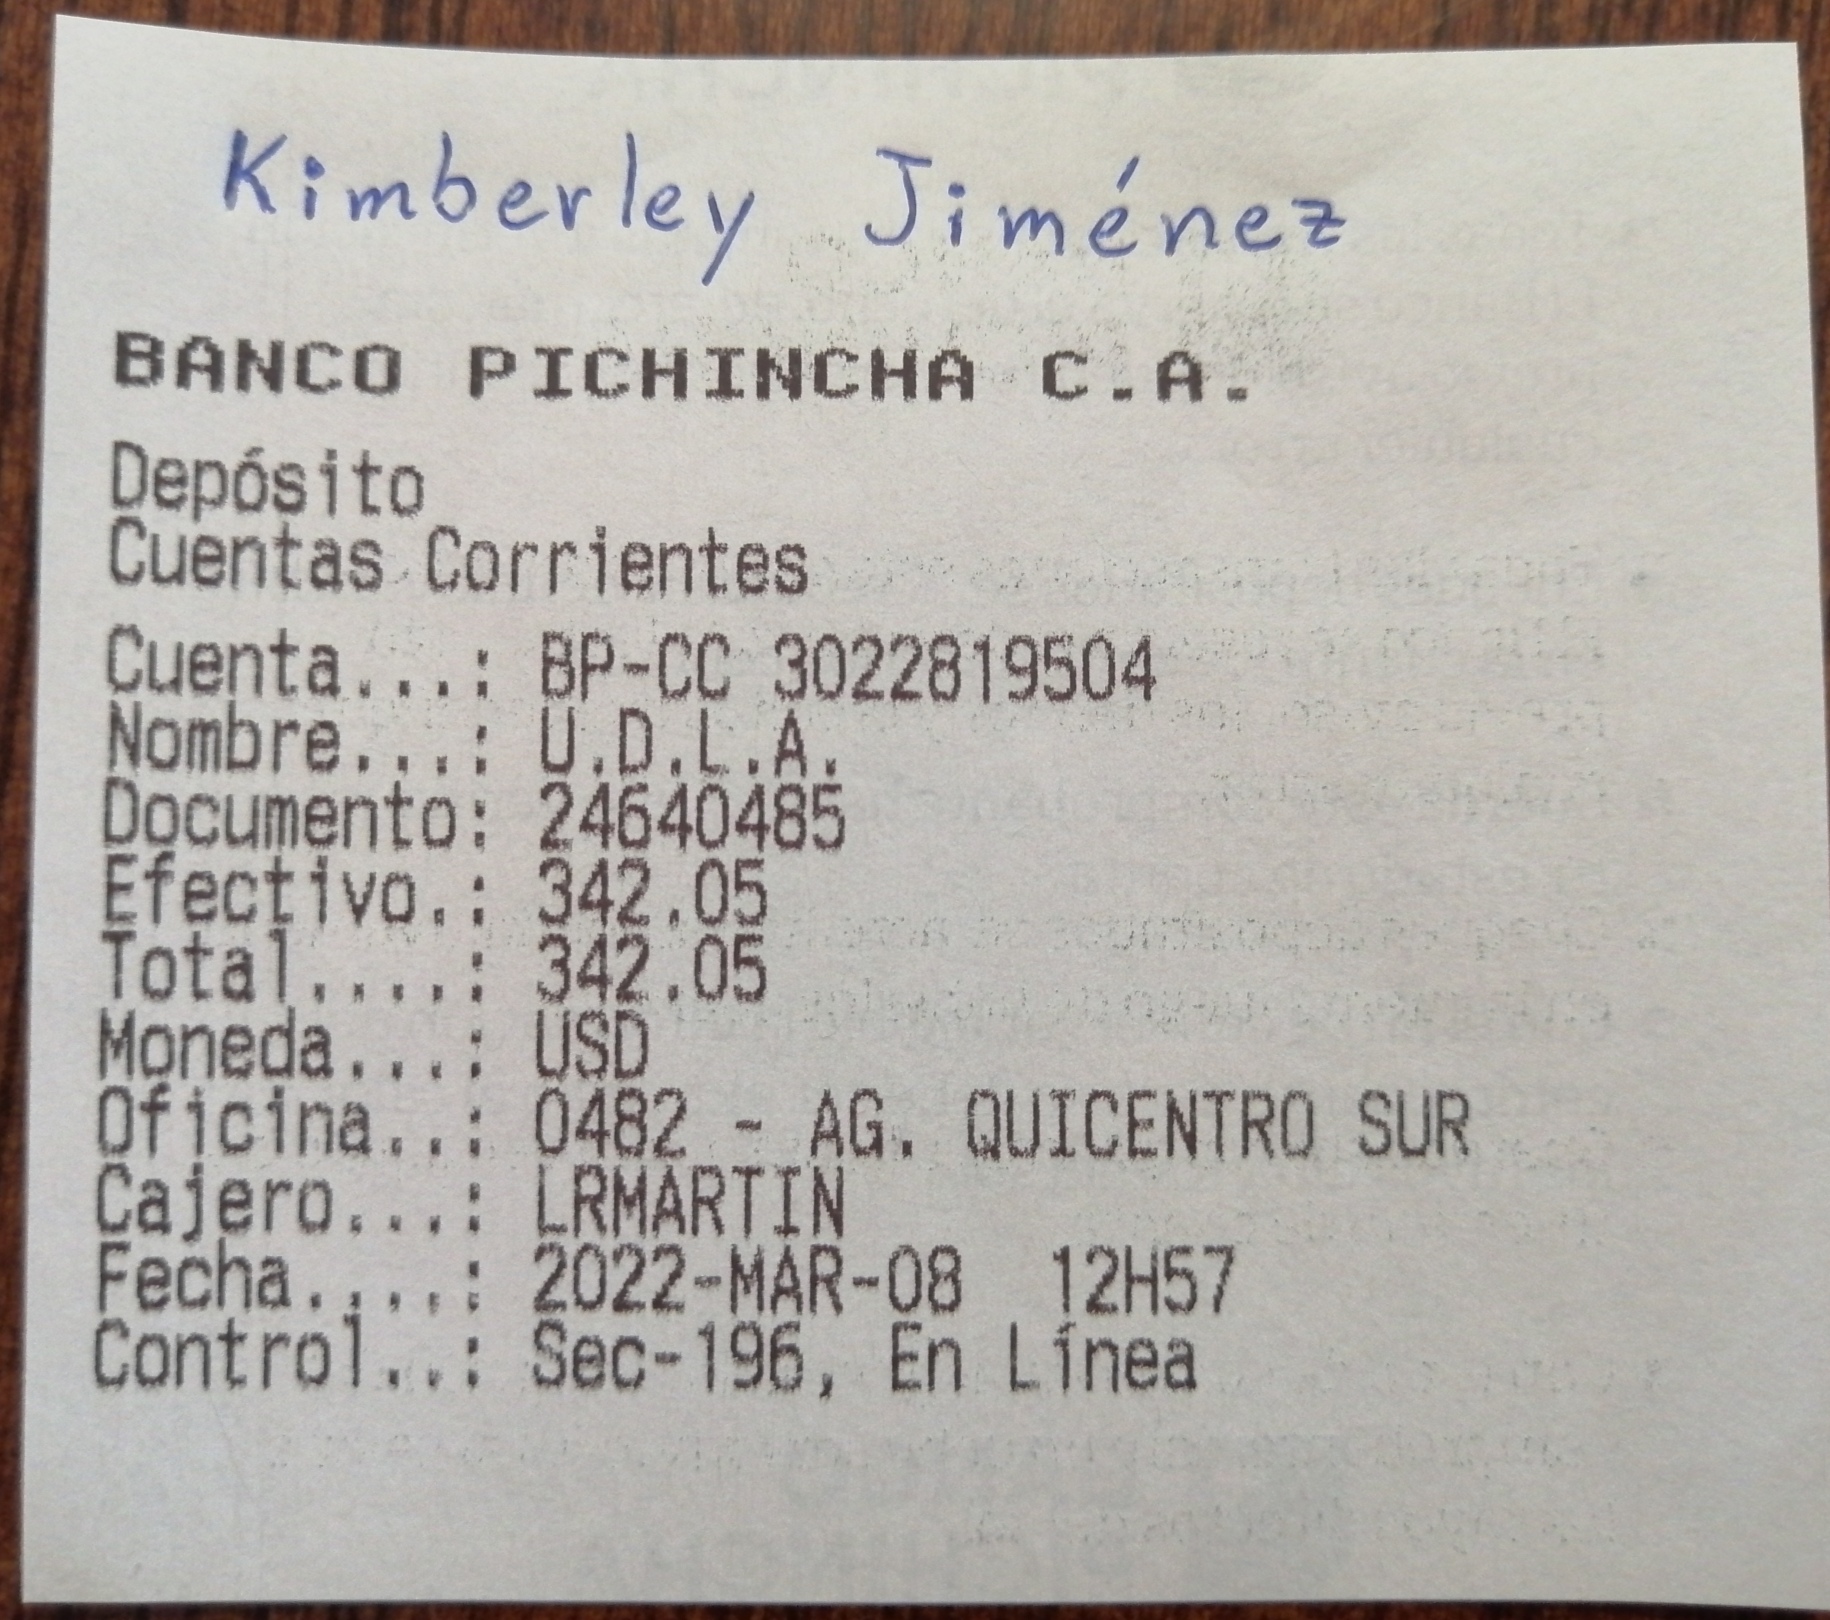 Kimberley Jiménez
BANCO PICHINCHA C.A.
Depósito
Cuentas Corrientes
Cuenta...: BP-CC 3022819504
Nombre...: U.D.L.A.
Documento: 24640485
Efectivo.: 342.05
Total....: 342.05
Moneda...: USD
Oficina..: 0482 - AG. QUICENTRO SUR
Cajero...: LRMARTIN
Fecha....: 2022-MAR-08 12H57
Control..: Sec-196, En Línea